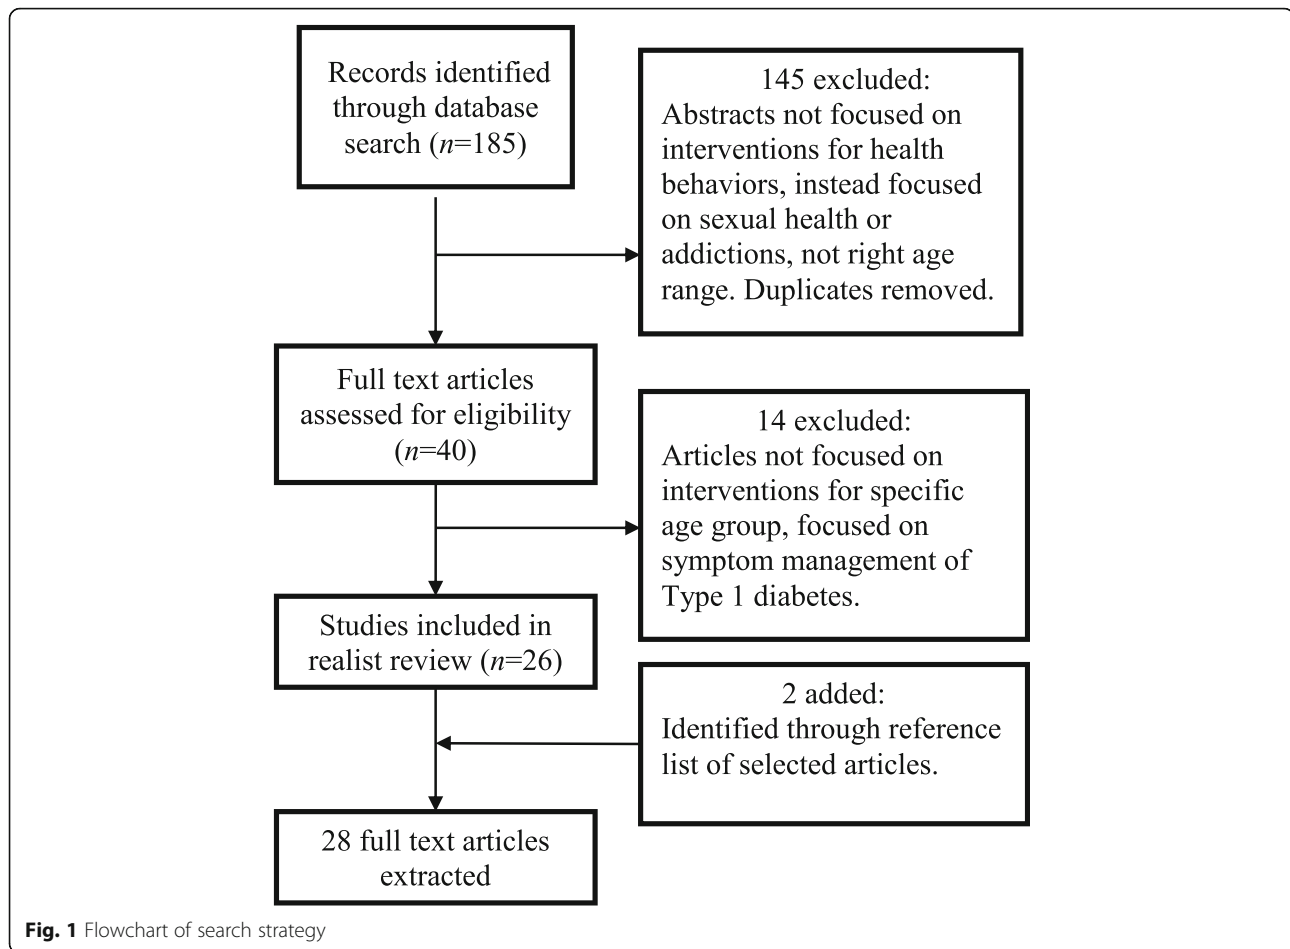 Records identified
through database
search (n=185)
145 excluded:
Abstracts not focused on
interventions for health
behaviors, instead focused
on sexual health or
addictions, not right age
range. Duplicates removed.
Full text articles
assessed for eligibility
(n=40)
14 excluded:
Articles not focused on
interventions for specific
age group, focused on
symptom management of
Type 1 diabetes.
Studies included in
realist review (n=26)
2 added:
Identified through reference
list of selected articles.
28 full text articles
extracted
Fig. 1 Flowchart of search strategy